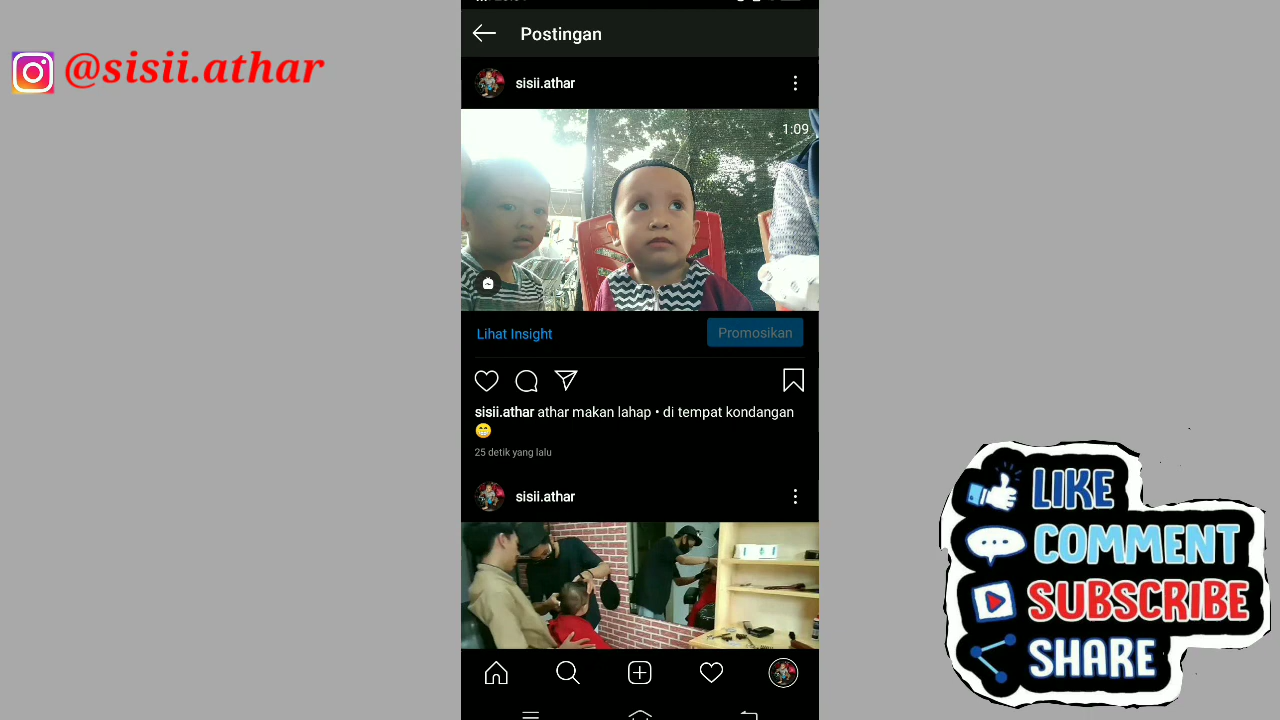 Postingan
@sisii.athar
sisii.athar
1:09
Lihat Insight
Promosikan
sisii.athar athar makan lahap • di tempat kondangan
😁
25 detik yang lalu
sisii.athar
LIKE
COMMENT
SUBSCRIBE
SHARE